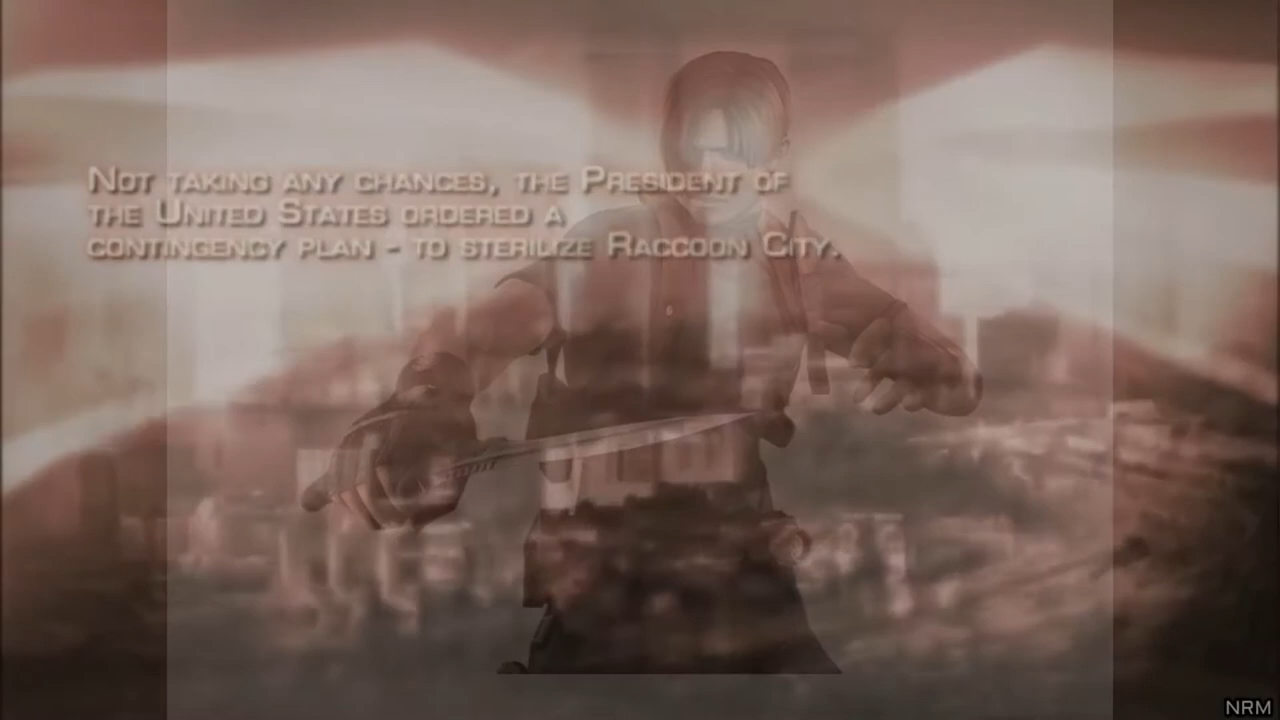 Not taking any chances, the President of
the United States ordered a
contingency plan - to sterilize Raccoon City.
NRM